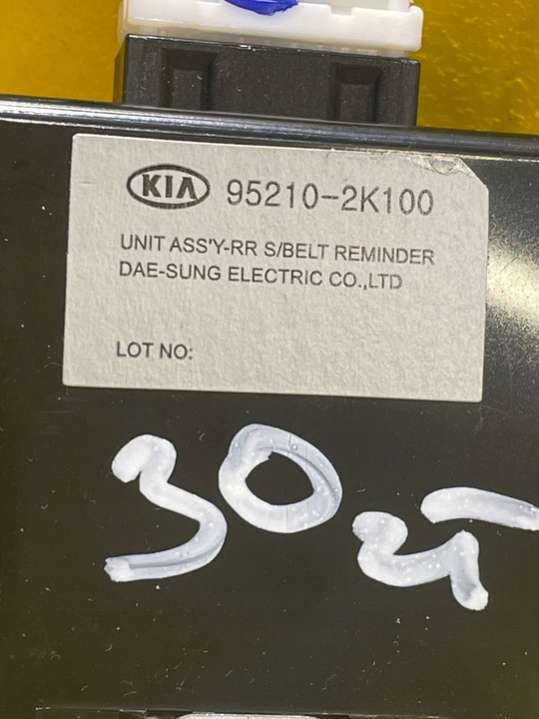 KIA 95210-2K100
UNIT ASS'Y-RR S/BELT REMINDER
DAE-SUNG ELECTRIC CO.,LTD
LOT NO:
30